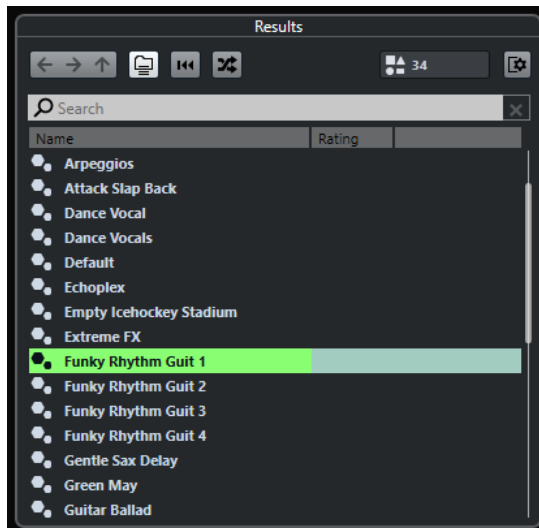 Results
34
Search
Name Rating
Arpeggios
Attack Slap Back
Dance Vocal
Dance Vocals
Default
Echoplex
Empty Icehockey Stadium
Extreme FX
Funky Rhythm Guit 1
Funky Rhythm Guit 2
Funky Rhythm Guit 3
Funky Rhythm Guit 4
Gentle Sax Delay
Green May
Guitar Ballad